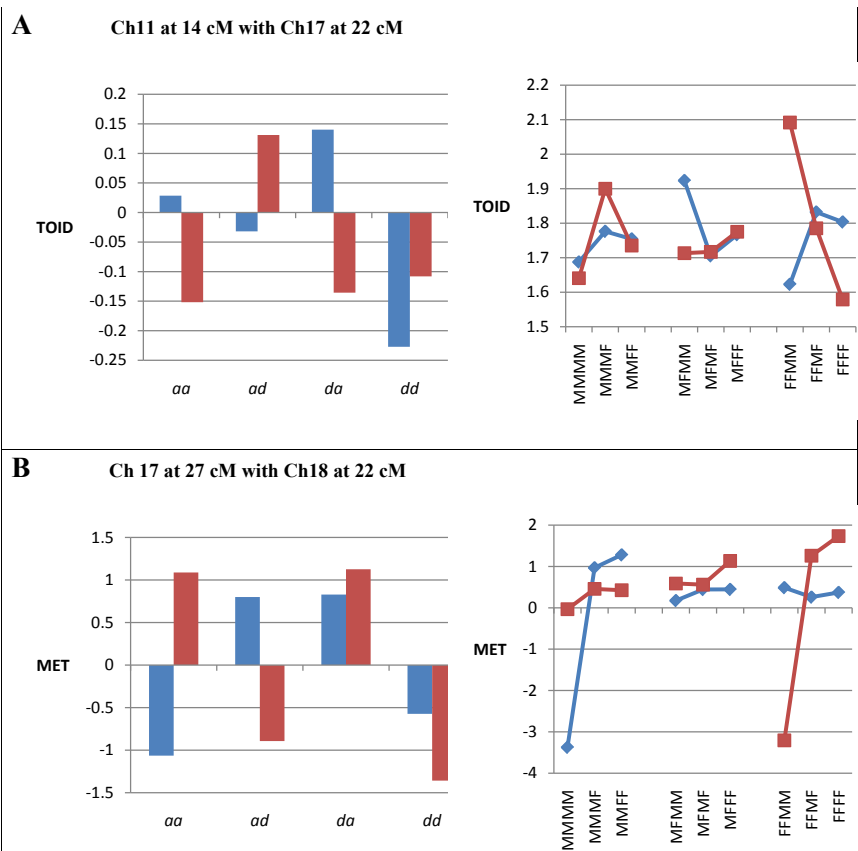 A
Ch11 at 14 cM with Ch17 at 22 cM
0.2
0.15
0.1
0.05
0
-0.05
-0.1
-0.15
-0.2
-0.25
TOID
aa ad da dd
2.2
2.1
2
1.9
1.8
1.7
1.6
1.5
TOID
MMMM
MMMF
MMFF
MFMM
MFMF
MFFF
FFMM
FFMF
FFFF
B
Ch 17 at 27 cM with Ch18 at 22 cM
1.5
1
0.5
0
-0.5
-1
-1.5
MET
aa ad da dd
2
1
0
-1
-2
-3
-4
MET
MMMM
MMMF
MMFF
MFMM
MFMF
MFFF
FFMM
FFMF
FFFF